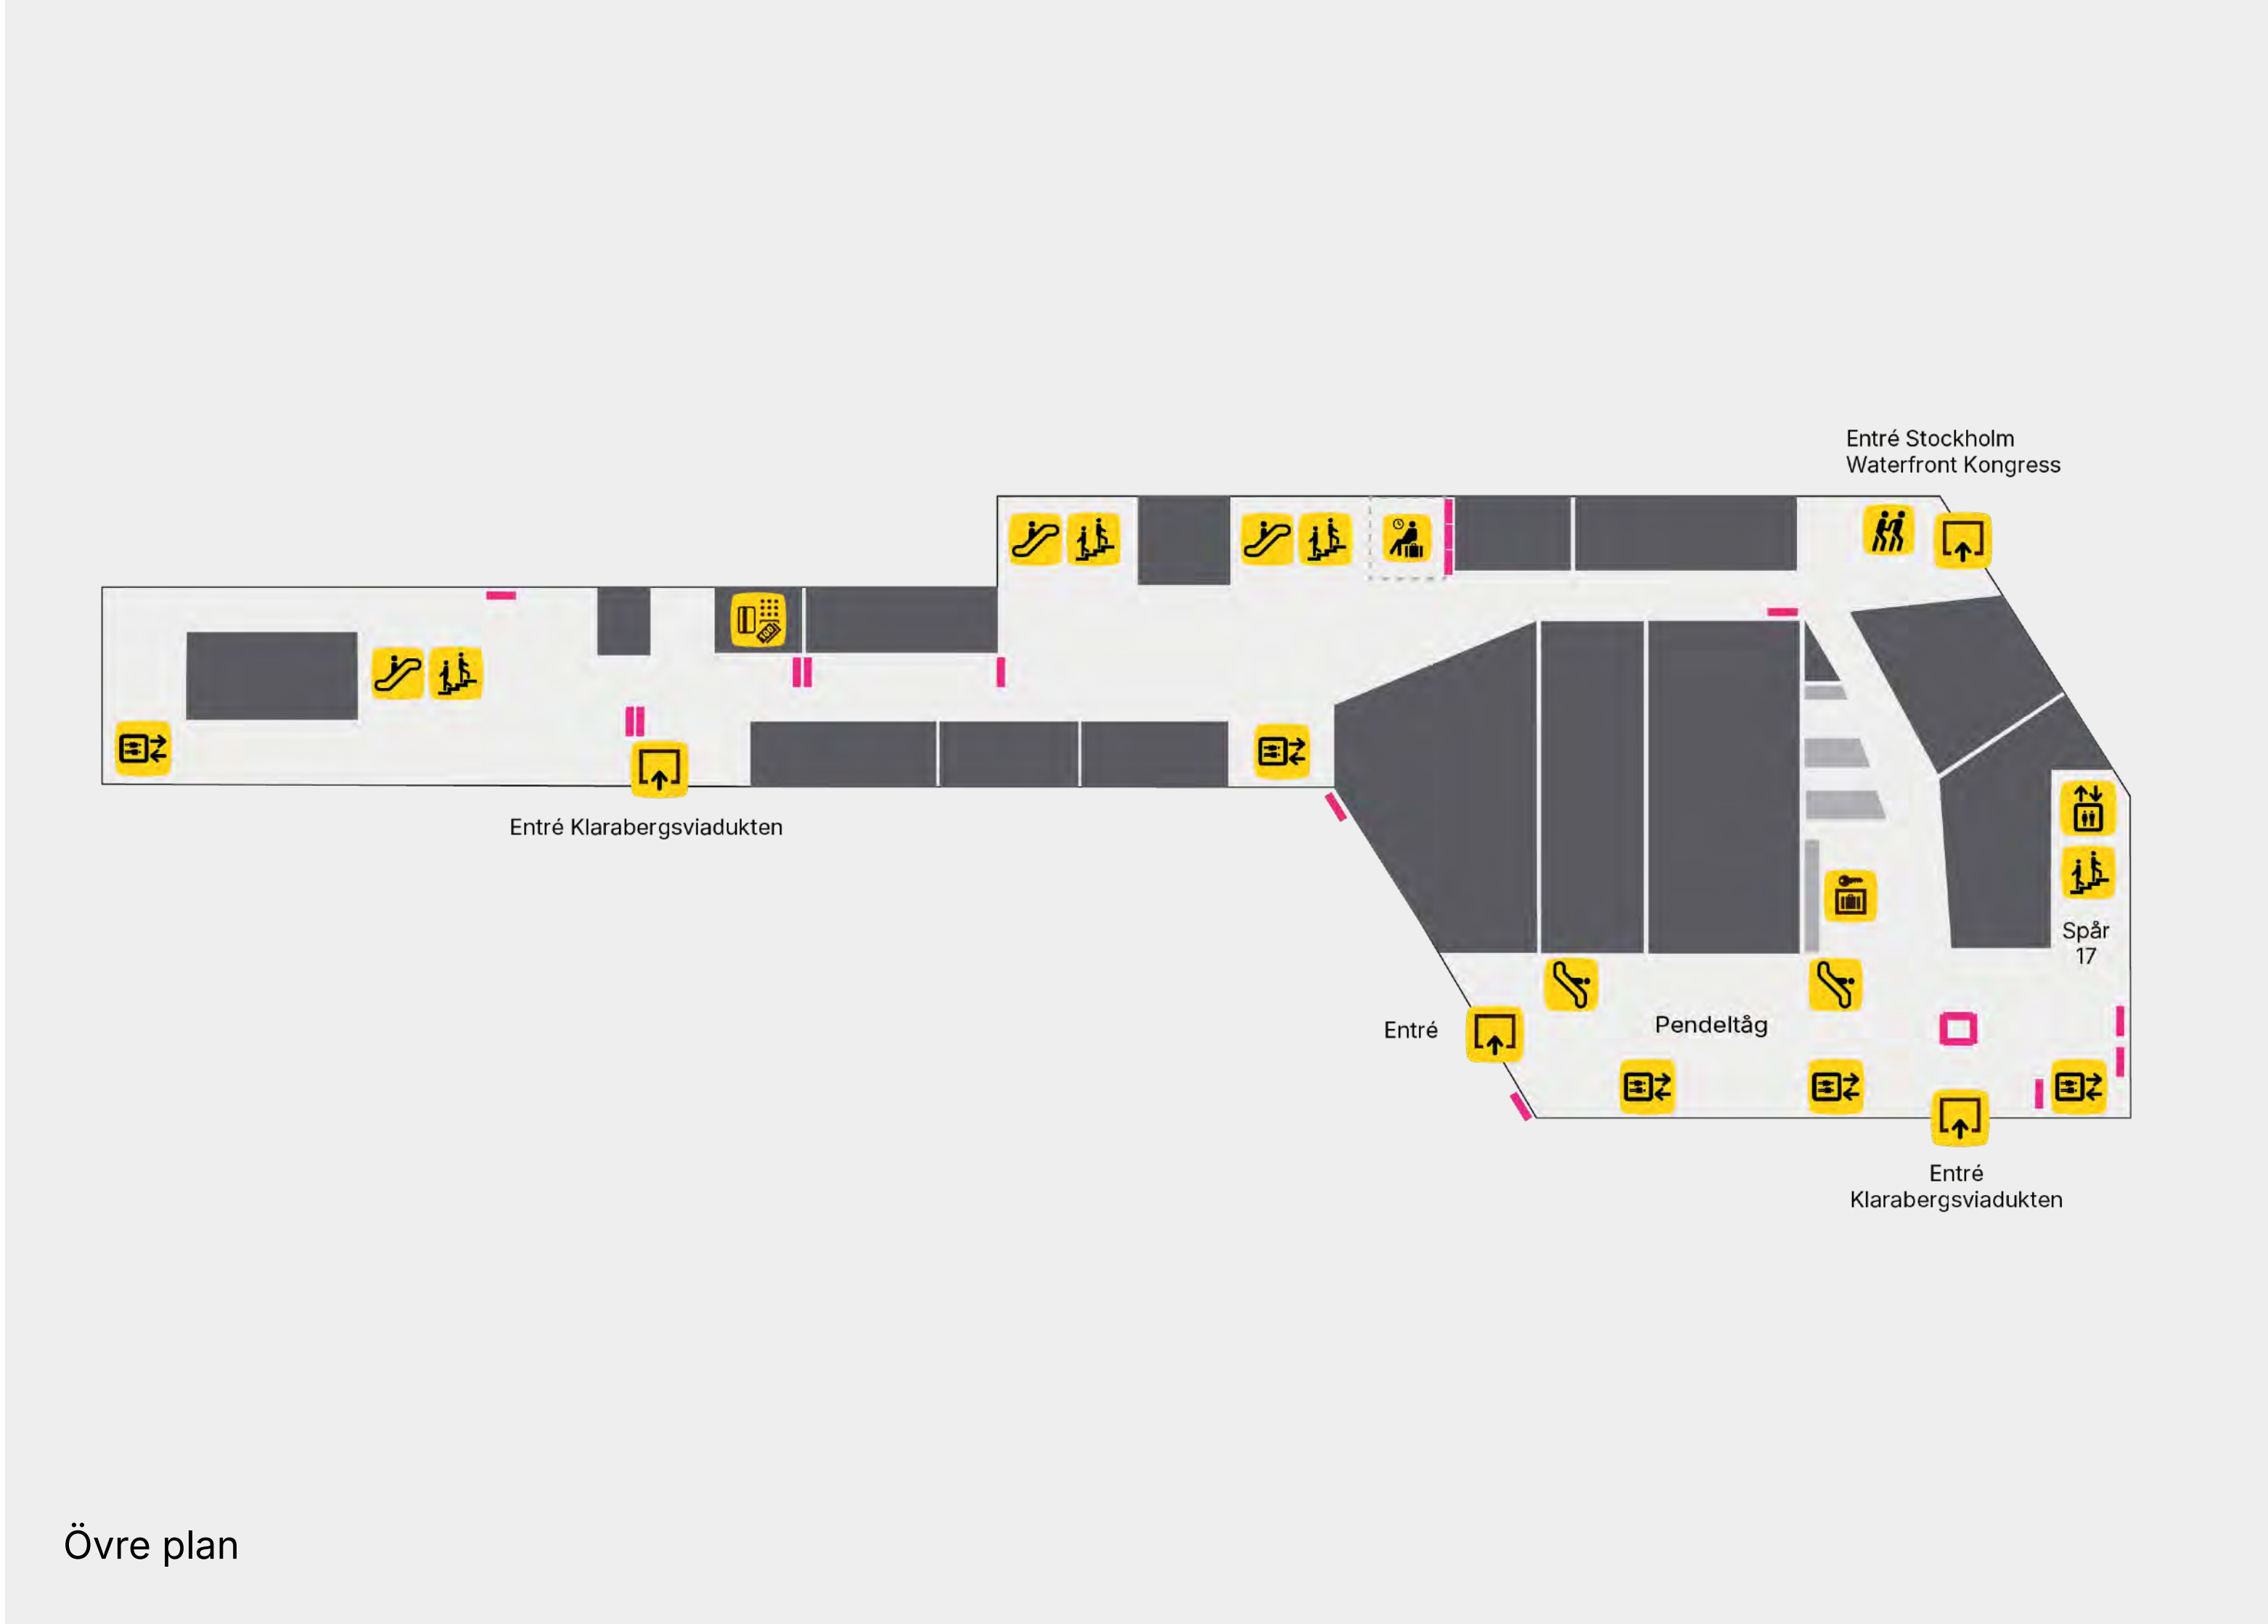 Entré Stockholm
Waterfront Kongress
Entré Klarabergsviadukten
Spår
17
Entré
Pendeltåg
Entré
Klarabergsviadukten
Övre plan